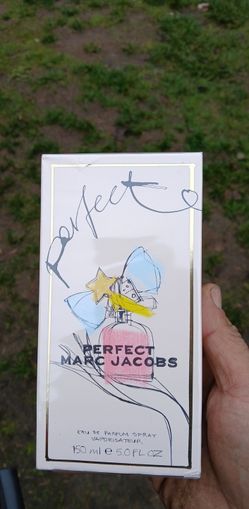 perfect
PERFECT
MARC JACOBS
EAU DE PARFUM SPRAY
VAPORISATEUR
150 ml e 5.0 FL OZ